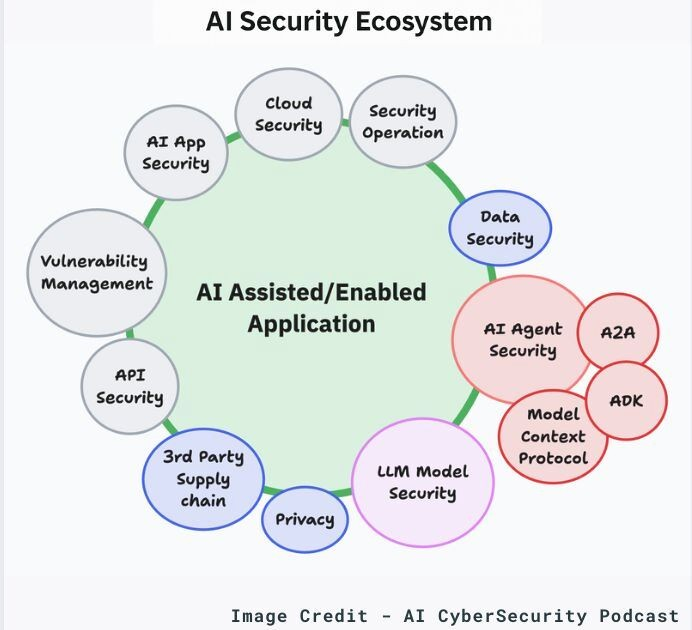 AI Security Ecosystem
Cloud
Security
Security
Operation
AI App
Security
Data
Security
Vulnerability
Management
AI Assisted/Enabled
Application
AI Agent
Security
A2A
API
Security
ADK
Model
Context
Protocol
3rd Party
Supply
chain
LLM Model
Security
Privacy
Image Credit - AI CyberSecurity Podcast